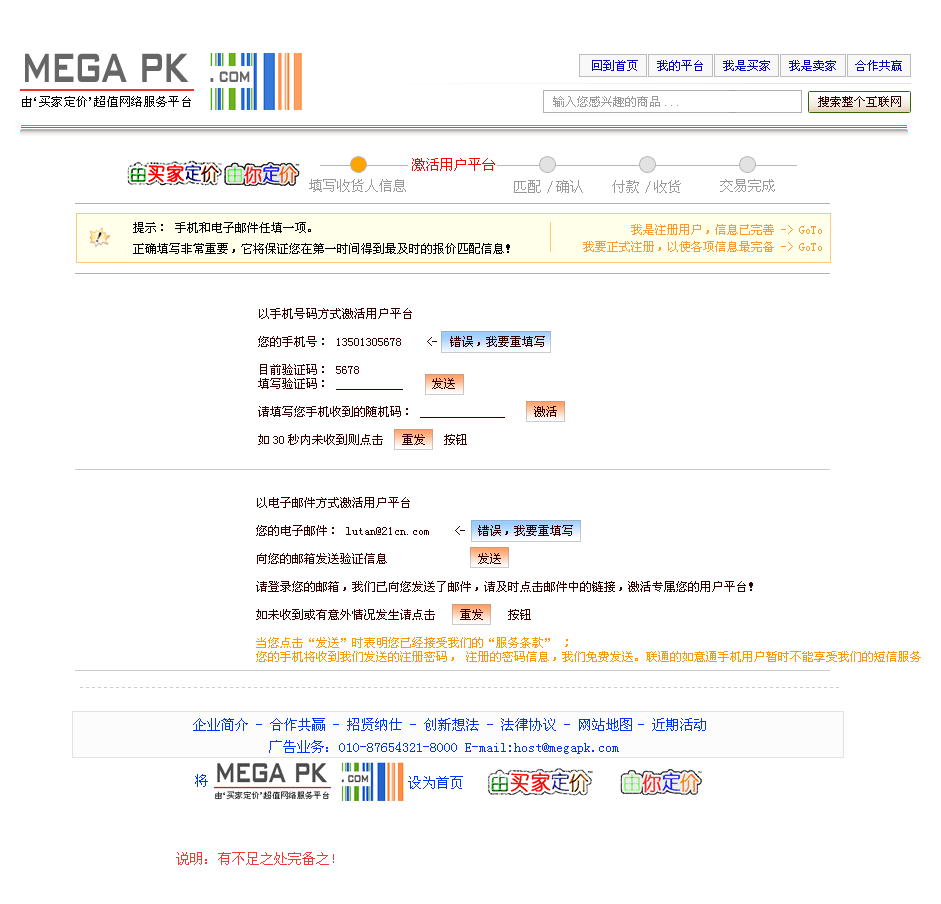 MEGA PK .COM
由‘买家定价’超值网络服务平台
回到首页 我的平台 我是买家 我是卖家 合作共赢
输入您感兴趣的商品... 搜索整个互联网
由买家定价 由你定价
填写收货人信息 激活用户平台 匹配/确认 付款/收货 交易完成
提示： 手机和电子邮件任填一项。
正确填写非常重要，它将保证您在第一时间得到最及时的报价匹配信息！
我是注册用户，信息已完善 -> GoTo
我要正式注册，以使各项信息最完备 -> GoTo
以手机号码方式激活用户平台
您的手机号： 13501305678 <- 错误，我要重填写
目前验证码： 5678
填写验证码： 发送
请填写您手机收到的随机码： 激活
如 30 秒内未收到则点击 重发 按钮
以电子邮件方式激活用户平台
您的电子邮件： lutan@21cn.com <- 错误，我要重填写
向您的邮箱发送验证信息 发送
请登录您的邮箱，我们已向您发送了邮件，请及时点击邮件中的链接，激活专属您的用户平台！
如未收到或有意外情况发生请点击 重发 按钮
当您点击“发送”时表明您已经接受我们的“服务条款” ；
您的手机将收到我们发送的注册密码， 注册的密码信息，我们免费发送。联通的如意通手机用户暂时不能享受我们的短信服务
企业简介 - 合作共赢 - 招贤纳仕 - 创新想法 - 法律协议 - 网站地图 - 近期活动
广告业务：010-87654321-8000 E-mail:host@megapk.com
将 MEGA PK .COM 设为首页 由买家定价 由你定价
由‘买家定价’超值网络服务平台
说明：有不足之处完备之！